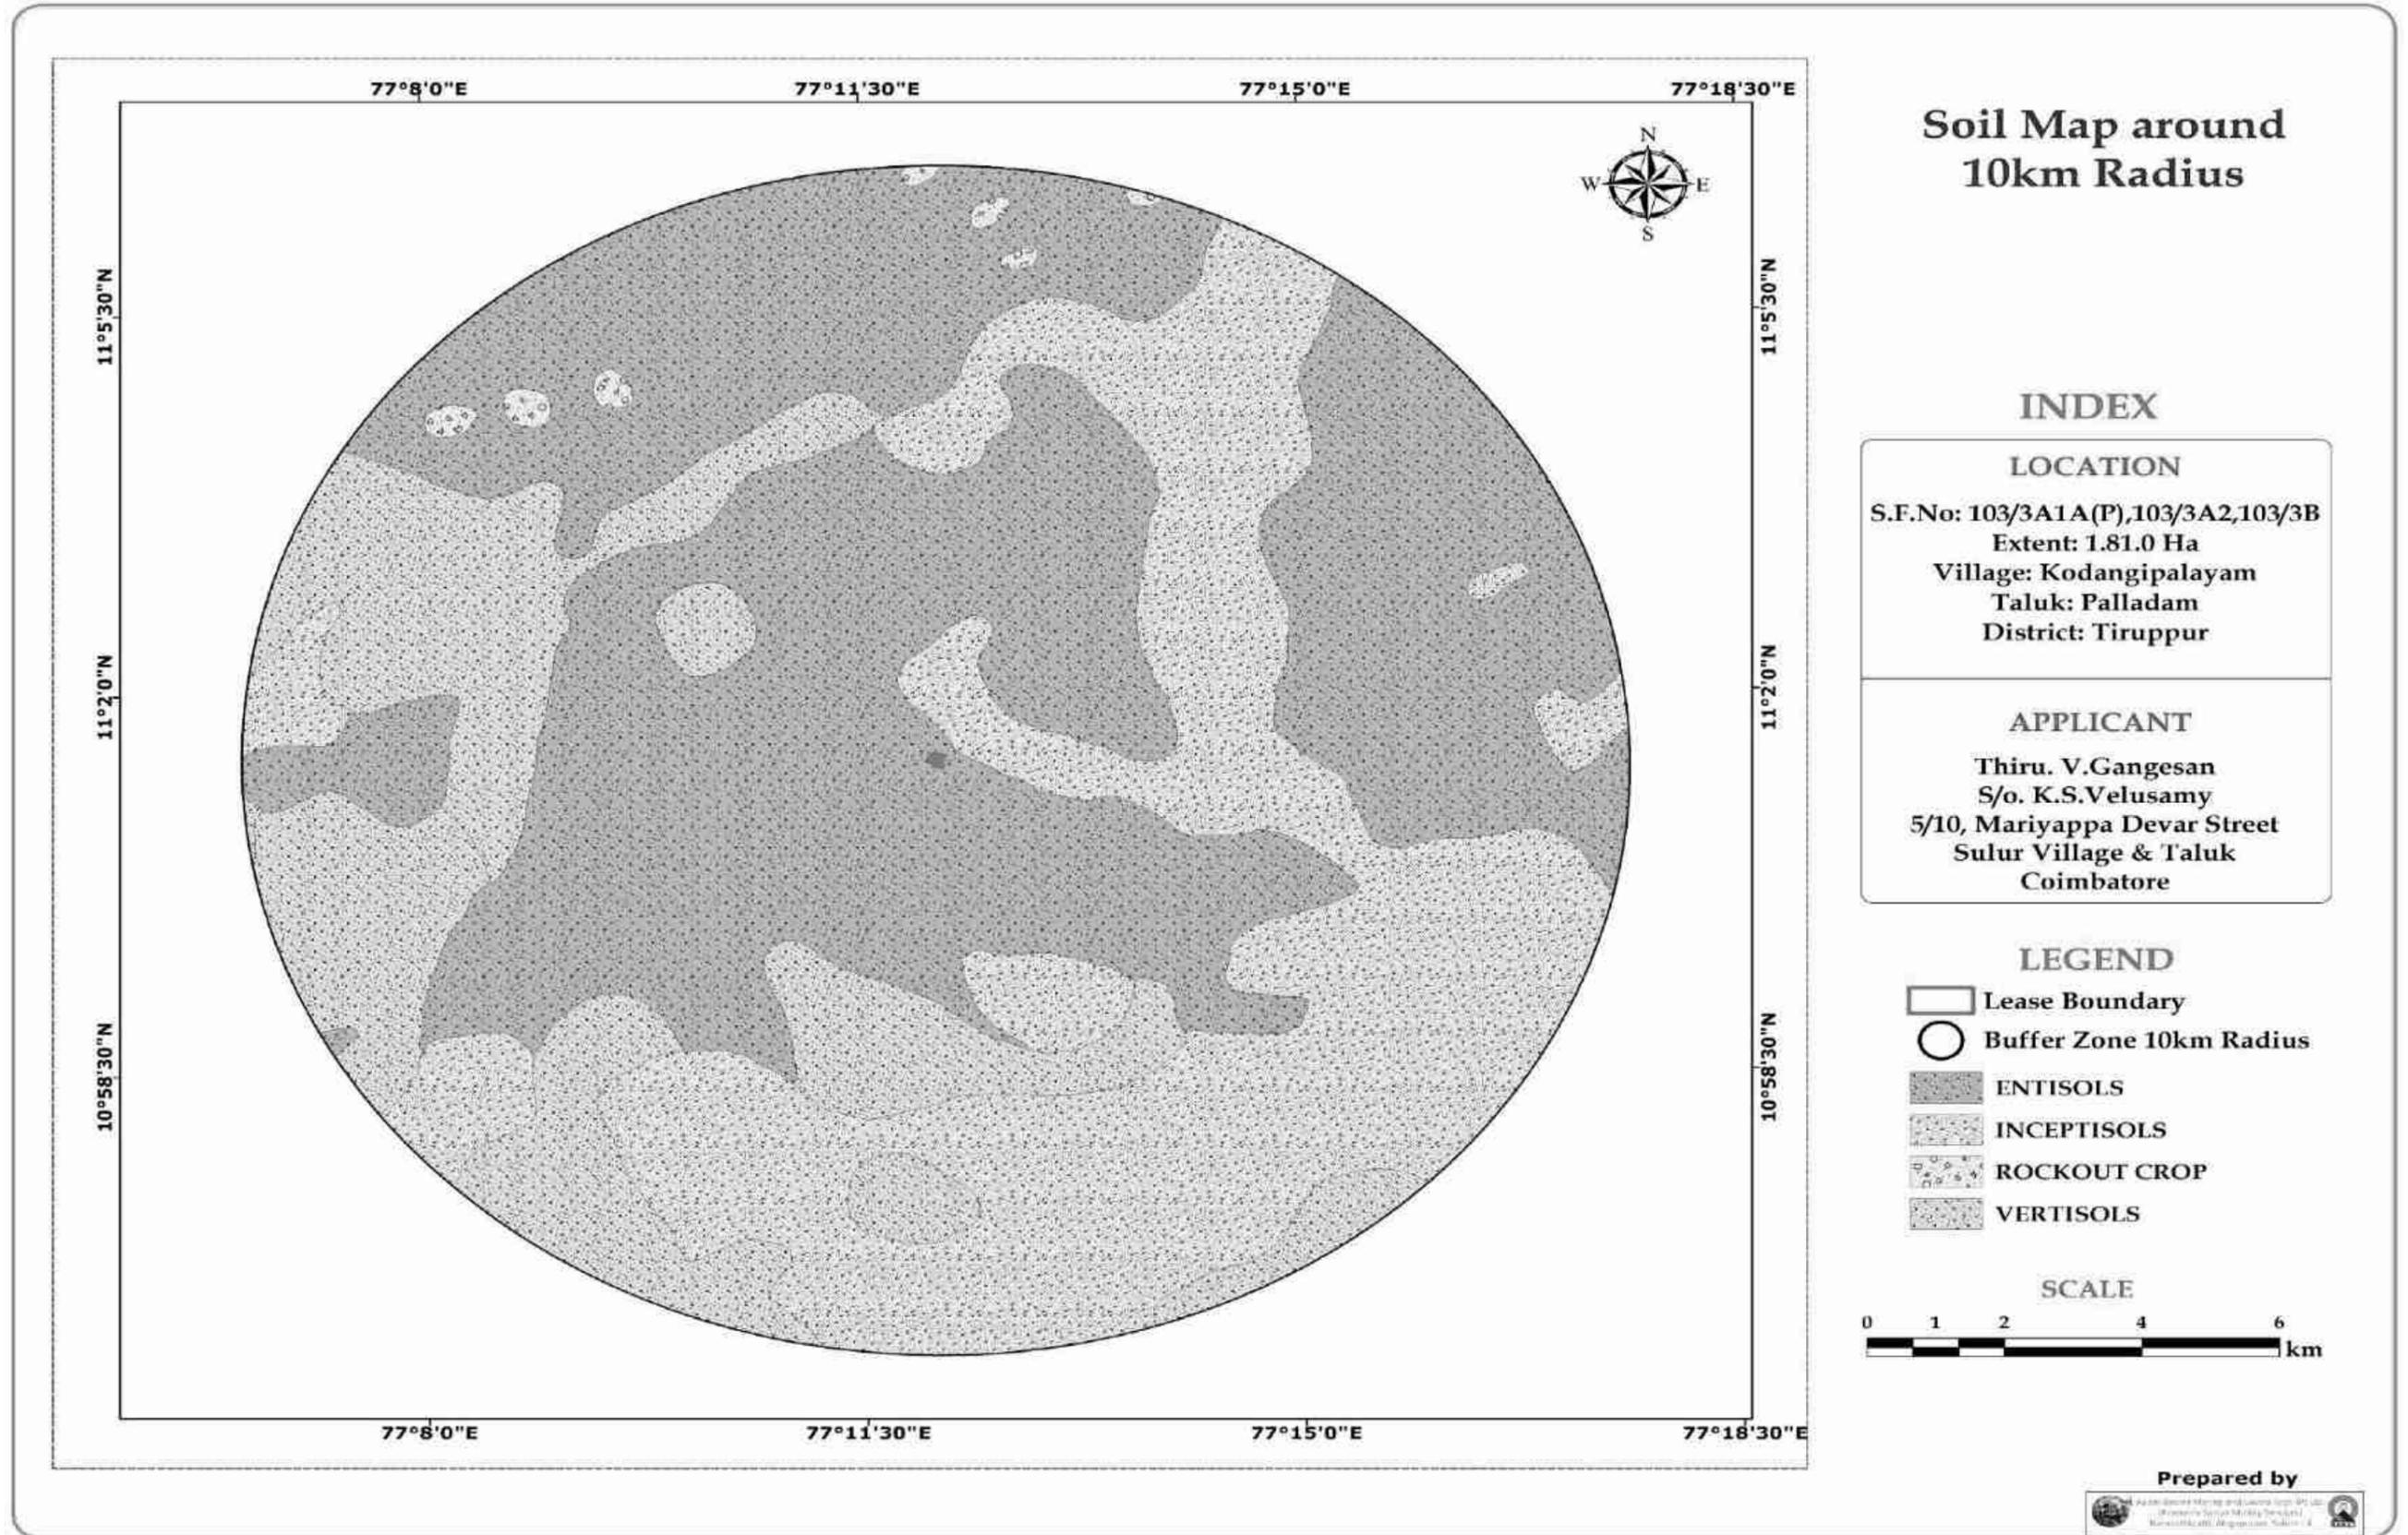 77°8'0"E 77°11'30"E 77°15'0"E 77°18'30"E
11°5'30"N
11°2'0"N
10°58'30"N
N
W E
S
11°5'30"N
11°2'0"N
10°58'30"N
77°8'0"E 77°11'30"E 77°15'0"E 77°18'30"E
Soil Map around
10km Radius
INDEX
LOCATION
S.F.No: 103/3A1A(P),103/3A2,103/3B
Extent: 1.81.0 Ha
Village: Kodangipalayam
Taluk: Palladam
District: Tiruppur
APPLICANT
Thiru. V.Gangesan
S/o. K.S.Velusamy
5/10, Mariyappa Devar Street
Sulur Village & Taluk
Coimbatore
LEGEND
Lease Boundary
Buffer Zone 10km Radius
ENTISOLS
INCEPTISOLS
ROCKOUT CROP
VERTISOLS
SCALE
0 1 2 4 6
km
Prepared by